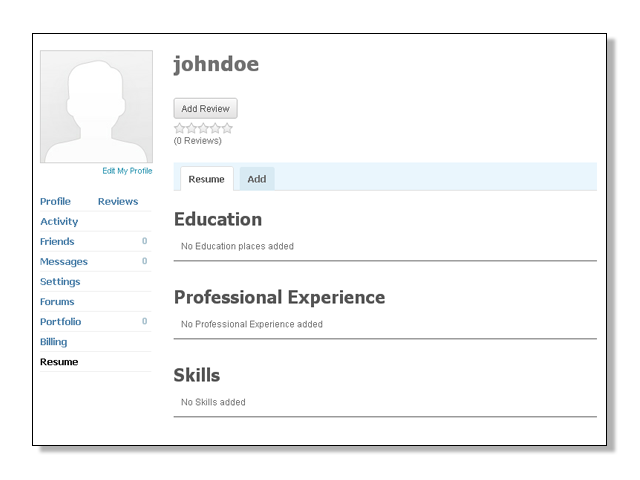 johndoe
Add Review
(0 Reviews)
Edit My Profile
Profile Reviews
Activity
Friends 0
Messages 0
Settings
Forums
Portfolio 0
Billing
Resume
Resume Add
Education
No Education places added
Professional Experience
No Professional Experience added
Skills
No Skills added